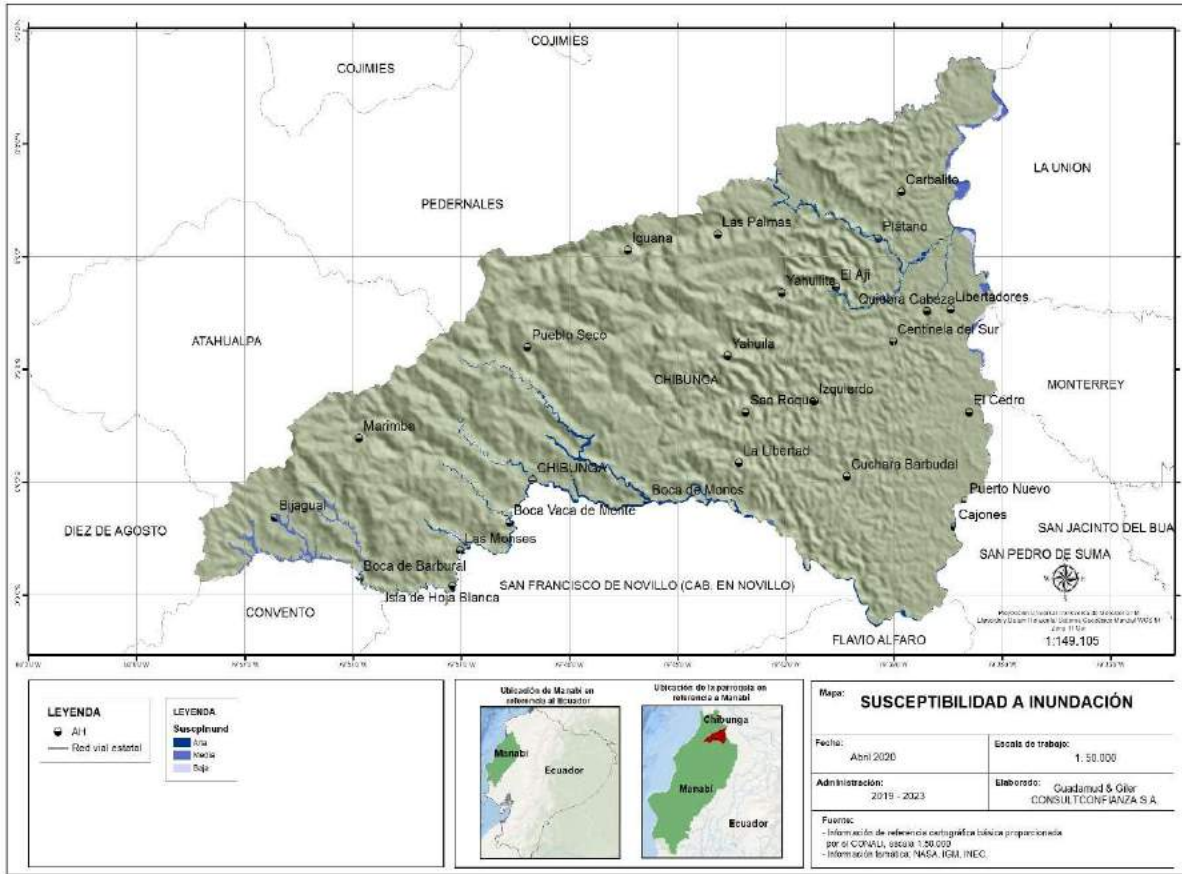 COJIMIES
COJIMIES
LA UNION
Carbalito
PEDERNALES
Plátano
Las Palmas
Iguana
Yahuilita
El Ají
Quiebra Cabeza
Libertadores
Centinela del Sur
ATAHUALPA
Pueblo Seco
Yahuila
CHIBUNGA
MONTERREY
San Roque
Izquierdo
El Cedro
Marimba
La Libertad
CHIBUNGA
Cuchara Barbudal
Boca de Monos
Puerto Nuevo
Bijagual
Boca Vaca de Monte
Cajones
DIEZ DE AGOSTO
SAN JACINTO DEL BUA
Las Monses
SAN PEDRO DE SUMA
Boca de Barbural
SAN FRANCISCO DE NOVILLO (CAB. EN NOVILLO)
Isla de Hoja Blanca
CONVENTO
FLAVIO ALFARO
1:149.105
LEYENDA
AH
Red vial estatal
LEYENDA
SuscpInund
Alta
Media
Baja
Ubicación de Manabí en
referencia al Ecuador
Manabí
Ecuador
Ubicación de la parroquia en
referencia a Manabí
Chibunga
Manabí
Ecuador
Mapa:
SUSCEPTIBILIDAD A INUNDACIÓN
Fecha:
Abril 2020
Escala de trabajo:
1: 50.000
Administración:
2019 - 2023
Elaborado:
Guadamud & Giler
CONSULTCONFIANZA S.A.
Fuente:
- Información de referencia cartográfica básica proporcionada
por el CONALI, escala 1:50.000
- Información temática: NASA, IGM, INEC.